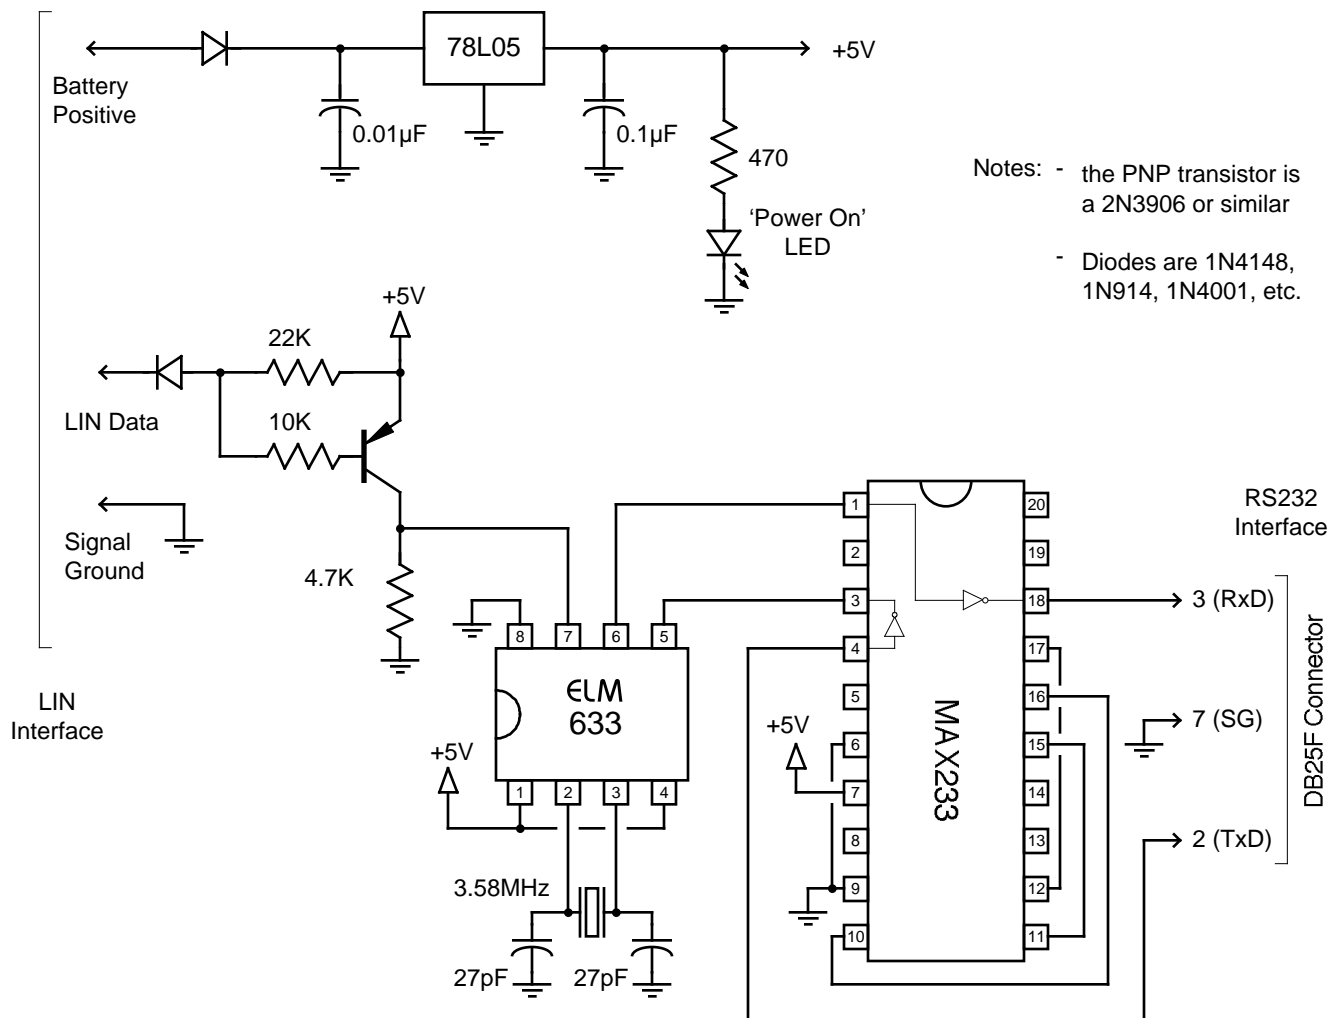 78L05
+5V
Battery
Positive
0.01µF
0.1µF
470
‘Power On’
LED
Notes: - the PNP transistor is
a 2N3906 or similar
- Diodes are 1N4148,
1N914, 1N4001, etc.
+5V
22K
LIN Data
10K
Signal
Ground
4.7K
LIN
Interface
8 7 6 5
ELM
633
+5V
1 2 3 4
3.58MHz
27pF 27pF
1 20
2 19
3 18
4 17
5 16
6 15
7 14
8 13
9 12
10 11
MAX233
+5V
RS232
Interface
3 (RxD)
7 (SG)
2 (TxD)
DB25F Connector